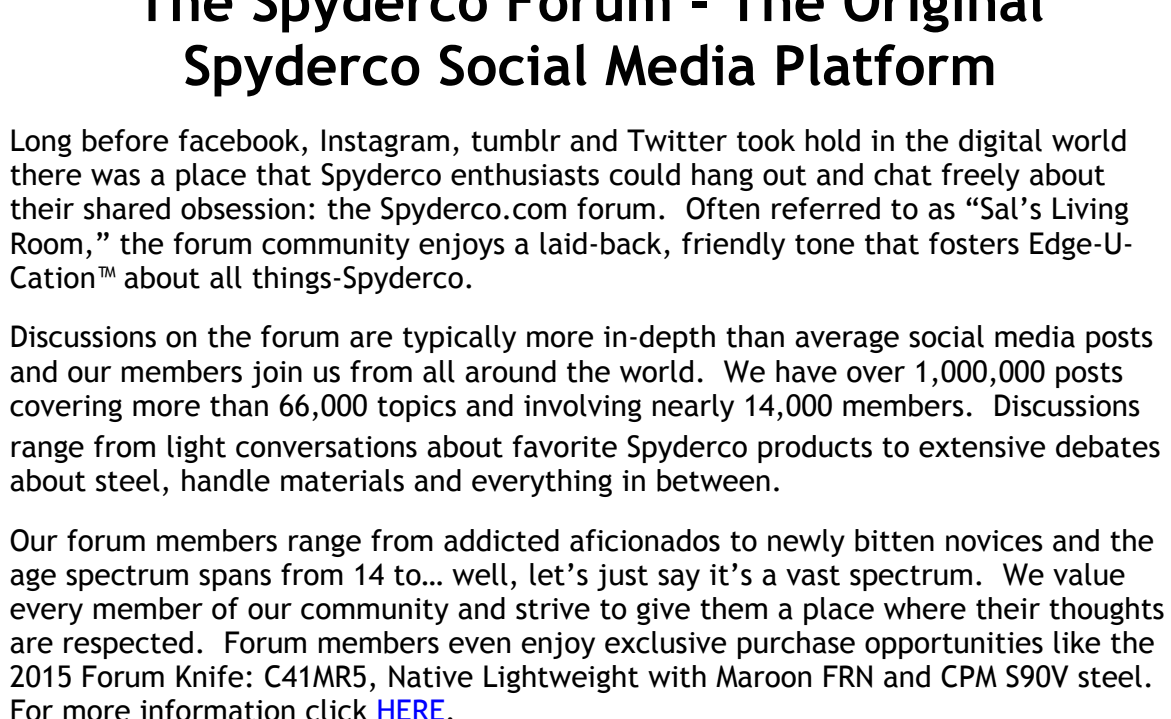 The Spyderco Forum - The Original
Spyderco Social Media Platform
Long before facebook, Instagram, tumblr and Twitter took hold in the digital world
there was a place that Spyderco enthusiasts could hang out and chat freely about
their shared obsession: the Spyderco.com forum.  Often referred to as “Sal’s Living
Room,” the forum community enjoys a laid-back, friendly tone that fosters Edge-U-
Cation™ about all things-Spyderco.
Discussions on the forum are typically more in-depth than average social media posts
and our members join us from all around the world.  We have over 1,000,000 posts
covering more than 66,000 topics and involving nearly 14,000 members.  Discussions
range from light conversations about favorite Spyderco products to extensive debates
about steel, handle materials and everything in between.
Our forum members range from addicted aficionados to newly bitten novices and the
age spectrum spans from 14 to… well, let’s just say it’s a vast spectrum.  We value
every member of our community and strive to give them a place where their thoughts
are respected.  Forum members even enjoy exclusive purchase opportunities like the
2015 Forum Knife: C41MR5, Native Lightweight with Maroon FRN and CPM S90V steel.
For more information click HERE.